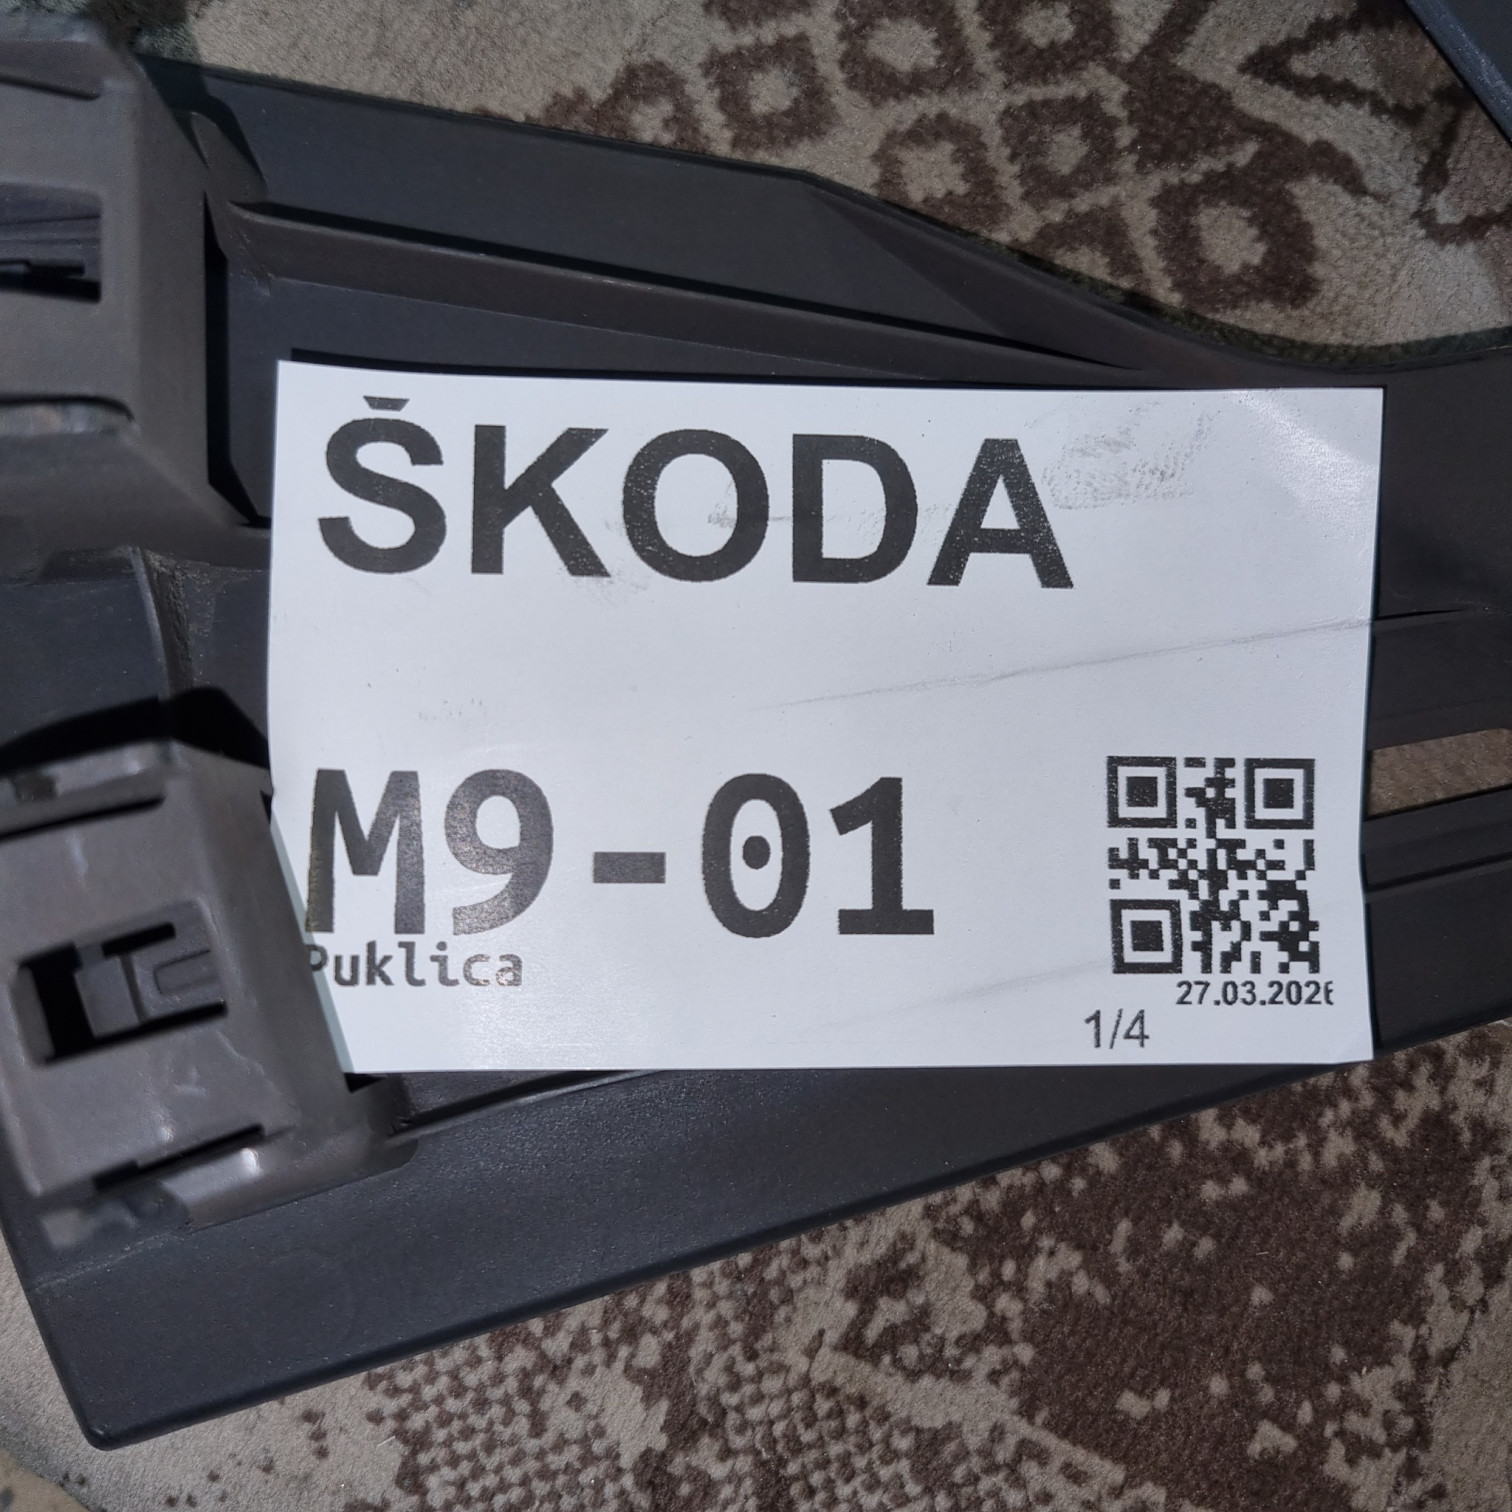 ŠKODA
M9-01
Puklica
27.03.2026
1/4